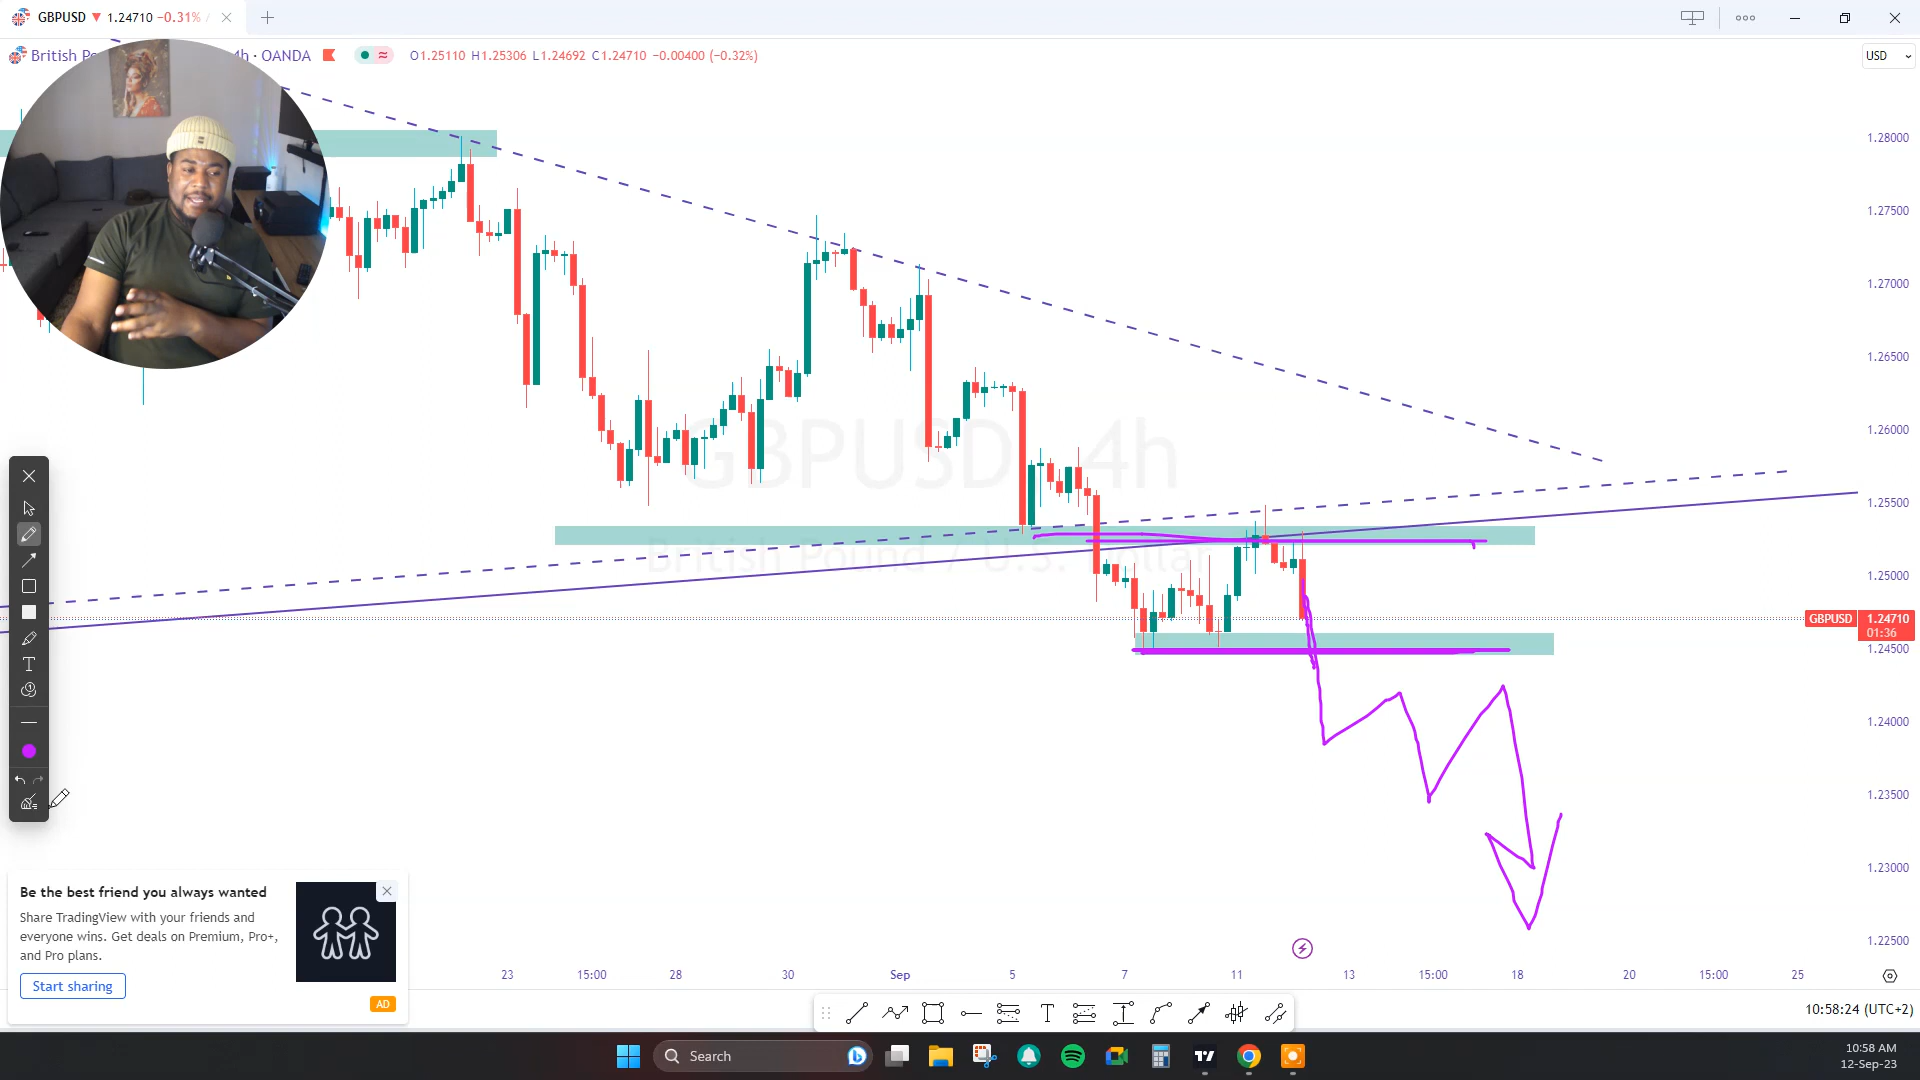 GBPUSD ▼ 1.24710 −0.31% /
British Po
4h · OANDA
O1.25110 H1.25306 L1.24692 C1.24710 −0.00400 (−0.32%)
USD
1.28000
1.27500
1.27000
1.26500
1.26000
1.25500
1.25000
GBPUSD 1.24710
01:36
1.24500
1.24000
1.23500
1.23000
1.22500
GBPUSD, 4h
British Pound / U.S. Dollar
T
Be the best friend you always wanted
Share TradingView with your friends and
everyone wins. Get deals on Premium, Pro+,
and Pro plans.
Start sharing
AD
23 15:00 28 30 Sep 5 7 11 13 15:00 18 20 15:00 25
T
10:58:24 (UTC+2)
Search
10:58 AM
12-Sep-23